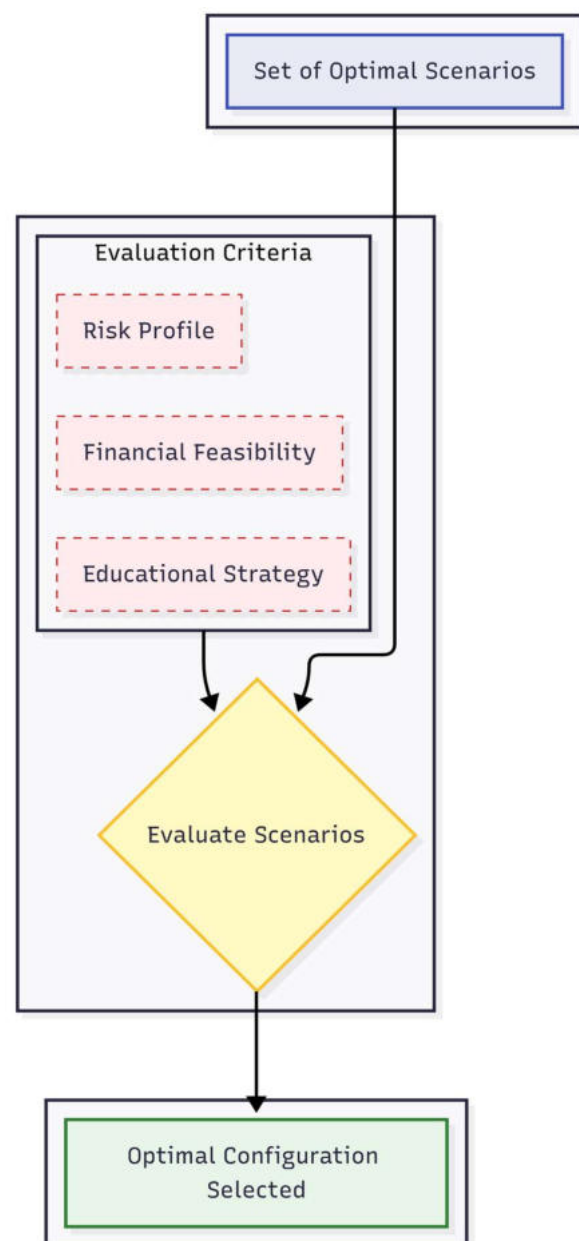 Set of Optimal Scenarios
Evaluation Criteria
Risk Profile
Financial Feasibility
Educational Strategy
Evaluate Scenarios
Optimal Configuration
Selected